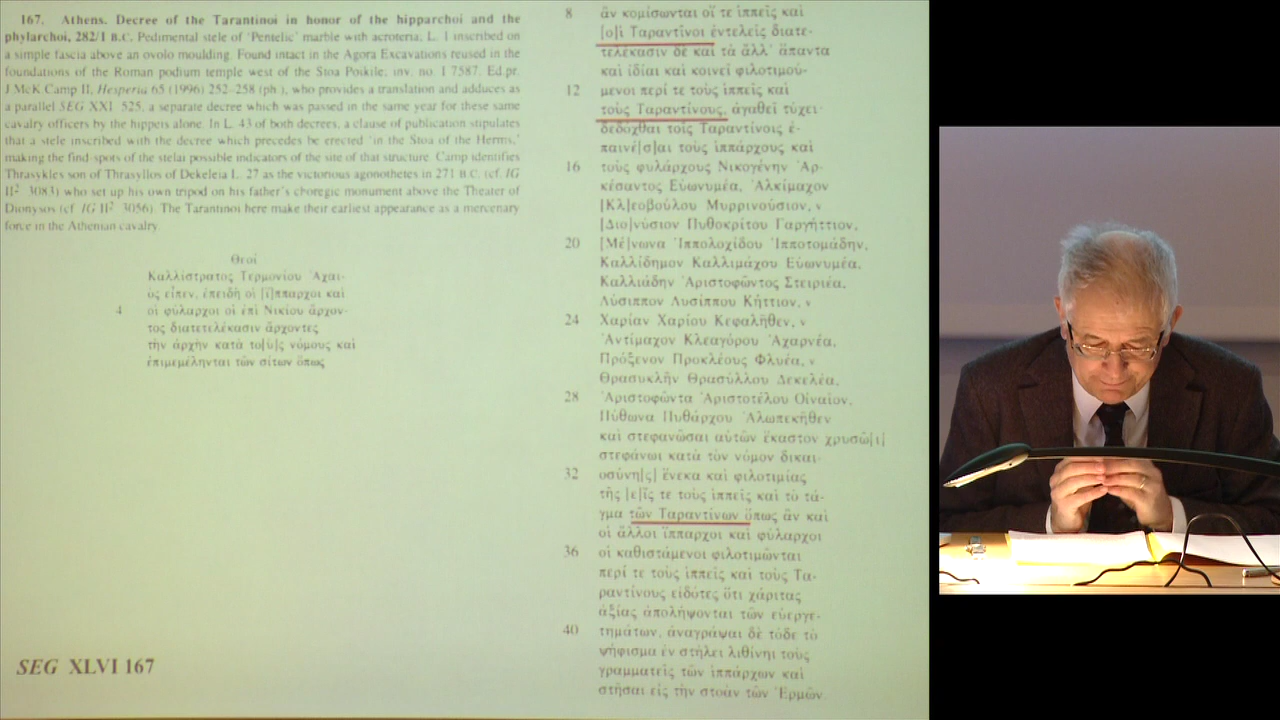 167. Athens. Decree of the Tarantinoi in honor of the hipparchoi and the
phylarchoi, 282/1 B.C. Pedimental stele of 'Pentelic' marble with acroteria; L. 1 inscribed on
a simple fascia above an ovolo moulding. Found intact in the Agora Excavations reused in the
foundations of the Roman podium temple west of the Stoa Poikile, inv. no. I 7587. Ed.pr.
J McK Camp II, Hesperia 65 (1996) 252-258 (ph.), who provides a translation and adduces as
a parallel SEG XXI 525, a separate decree which was passed in the same year for these same
cavalry officers by the hippeis alone. In L. 43 of both decrees, a clause of publication stipulates
that a stele inscribed with the decree which precedes be erected 'in the Stoa of the Herms,'
making the find-spots of the stelai possible indicators of the site of that structure. Camp identifies
Thrasykles son of Thrasyllos of Dekeleia L. 27 as the victorious agonothetes in 271 B.C. (cf. IG
II² 3083) who set up his own tripod on his father's choregic monument above the Theater of
Dionysos (cf. IG II² 3056). The Tarantinoi here make their earliest appearance as a mercenary
force in the Athenian cavalry.
Θεοί
Καλλίστρατος Τερμονίου Ἀχαι-
ὸς εἶπεν, ἐπειδὴ οἱ [ἵ]ππαρχοι καὶ
4 οἱ φύλαρχοι οἱ ἐπὶ Νικίου ἄρχον-
τος διατετελέκασιν ἄρχοντες
τὴν ἀρχὴν κατὰ το[ὺ]ς νόμους καὶ
ἐπιμεμέληνται τῶν σίτων ὅπως
8 ἂν κομίσωνται οἵ τε ἱππεῖς καὶ
[ο]ἱ Ταραντῖνοι ἐντελεῖς διατε-
τελέκασιν δὲ καὶ τὰ ἄλλ' ἅπαντα
καὶ ἰδίαι καὶ κοινεῖ φιλοτιμού-
12 μενοι περί τε τοὺς ἱππεῖς καὶ
τοὺς Ταραντίνους, ἀγαθεῖ τύχει·
δεδόχθαι τοῖς Ταραντίνοις ἐ-
παινέ[σ]αι τοὺς ἱππάρχους καὶ
16 τοὺς φυλάρχους Νικογένην Ἀρ-
κέσαντος Εὐωνυμέα, Ἀλκίμαχον
[Κλ]εοβούλου Μυρρινούσιον, v
[Διο]νύσιον Πυθοκρίτου Γαργήττιον,
20 [Μέ]νωνα Ἱππολοχίδου Ἱπποτομάδην,
Καλλίδημον Καλλιμάχου Εὐωνυμέα,
Καλλιάδην Ἀριστοφῶντος Στειριέα,
Λύσιππον Λυσίππου Κήττιον, v
24 Χαρίαν Χαρίου Κεφαλῆθεν, v
Ἀντίμαχον Κλεαγόρου Ἀχαρνέα,
Πρόξενον Προκλέους Φλυέα, v
Θρασυκλῆν Θρασύλλου Δεκελέα,
28 Ἀριστοφῶντα Ἀριστοτέλου Οἰναῖον,
Πύθωνα Πυθάρχου Ἀλωπεκῆθεν
καὶ στεφανῶσαι αὐτῶν ἕκαστον χρυσῶ[ι]
στεφάνωι κατὰ τὸν νόμον δικαι-
32 οσύνη[ς] ἕνεκα καὶ φιλοτιμίας
τῆς [ε]ἴς τε τοὺς ἱππεῖς καὶ τὸ τά-
γμα τῶν Ταραντίνων ὅπως ἂν καὶ
οἱ ἄλλοι ἵππαρχοι καὶ φύλαρχοι
36 οἱ καθιστάμενοι φιλοτιμῶνται
περί τε τοὺς ἱππεῖς καὶ τοὺς Τα-
ραντίνους εἰδότες ὅτι χάριτας
ἀξίας ἀπολήψονται τῶν εὐεργε-
40 τημάτων, ἀναγράψαι δὲ τόδε τὸ
ψήφισμα ἐν στήλει λιθίνηι τοὺς
γραμματεῖς τῶν ἱππάρχων καὶ
στῆσαι εἰς τὴν στοὰν τῶν Ἑρμῶν
SEG XLVI 167